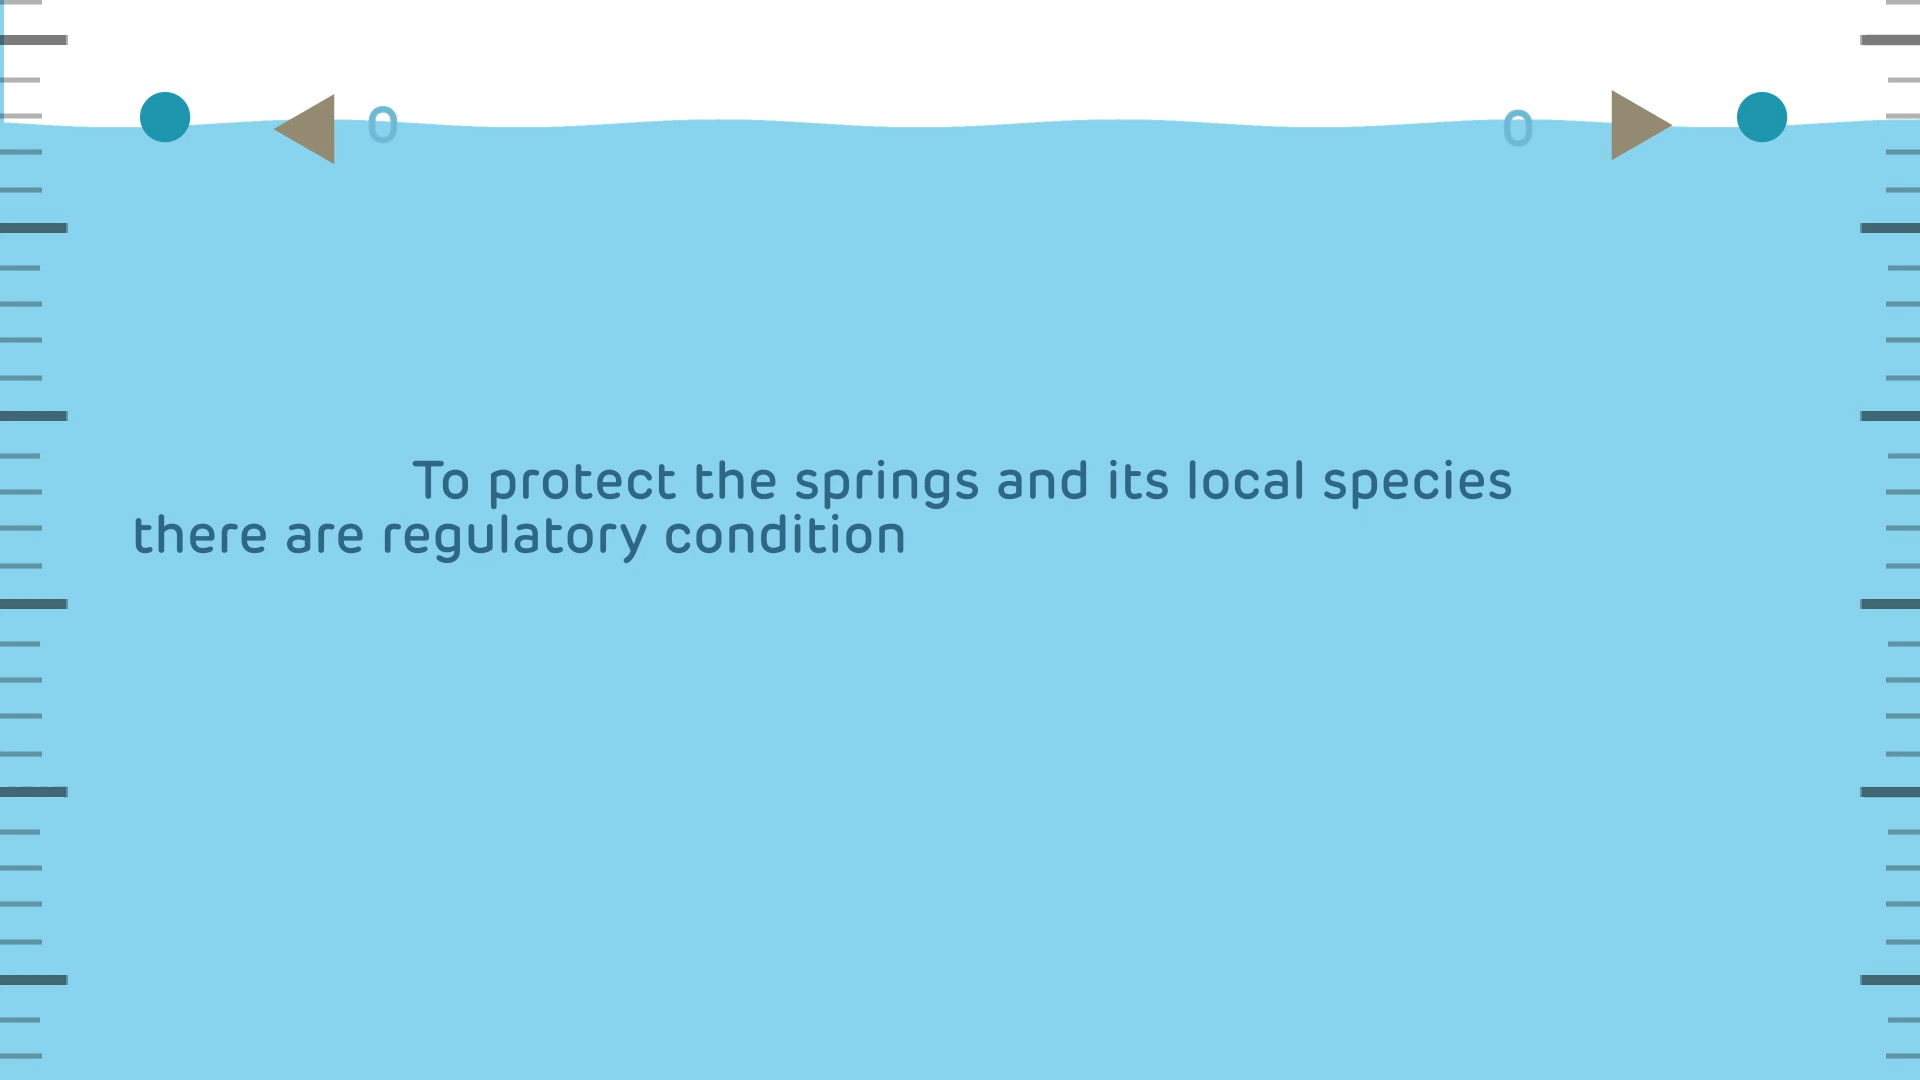 0 0
To protect the springs and its local species
there are regulatory condition